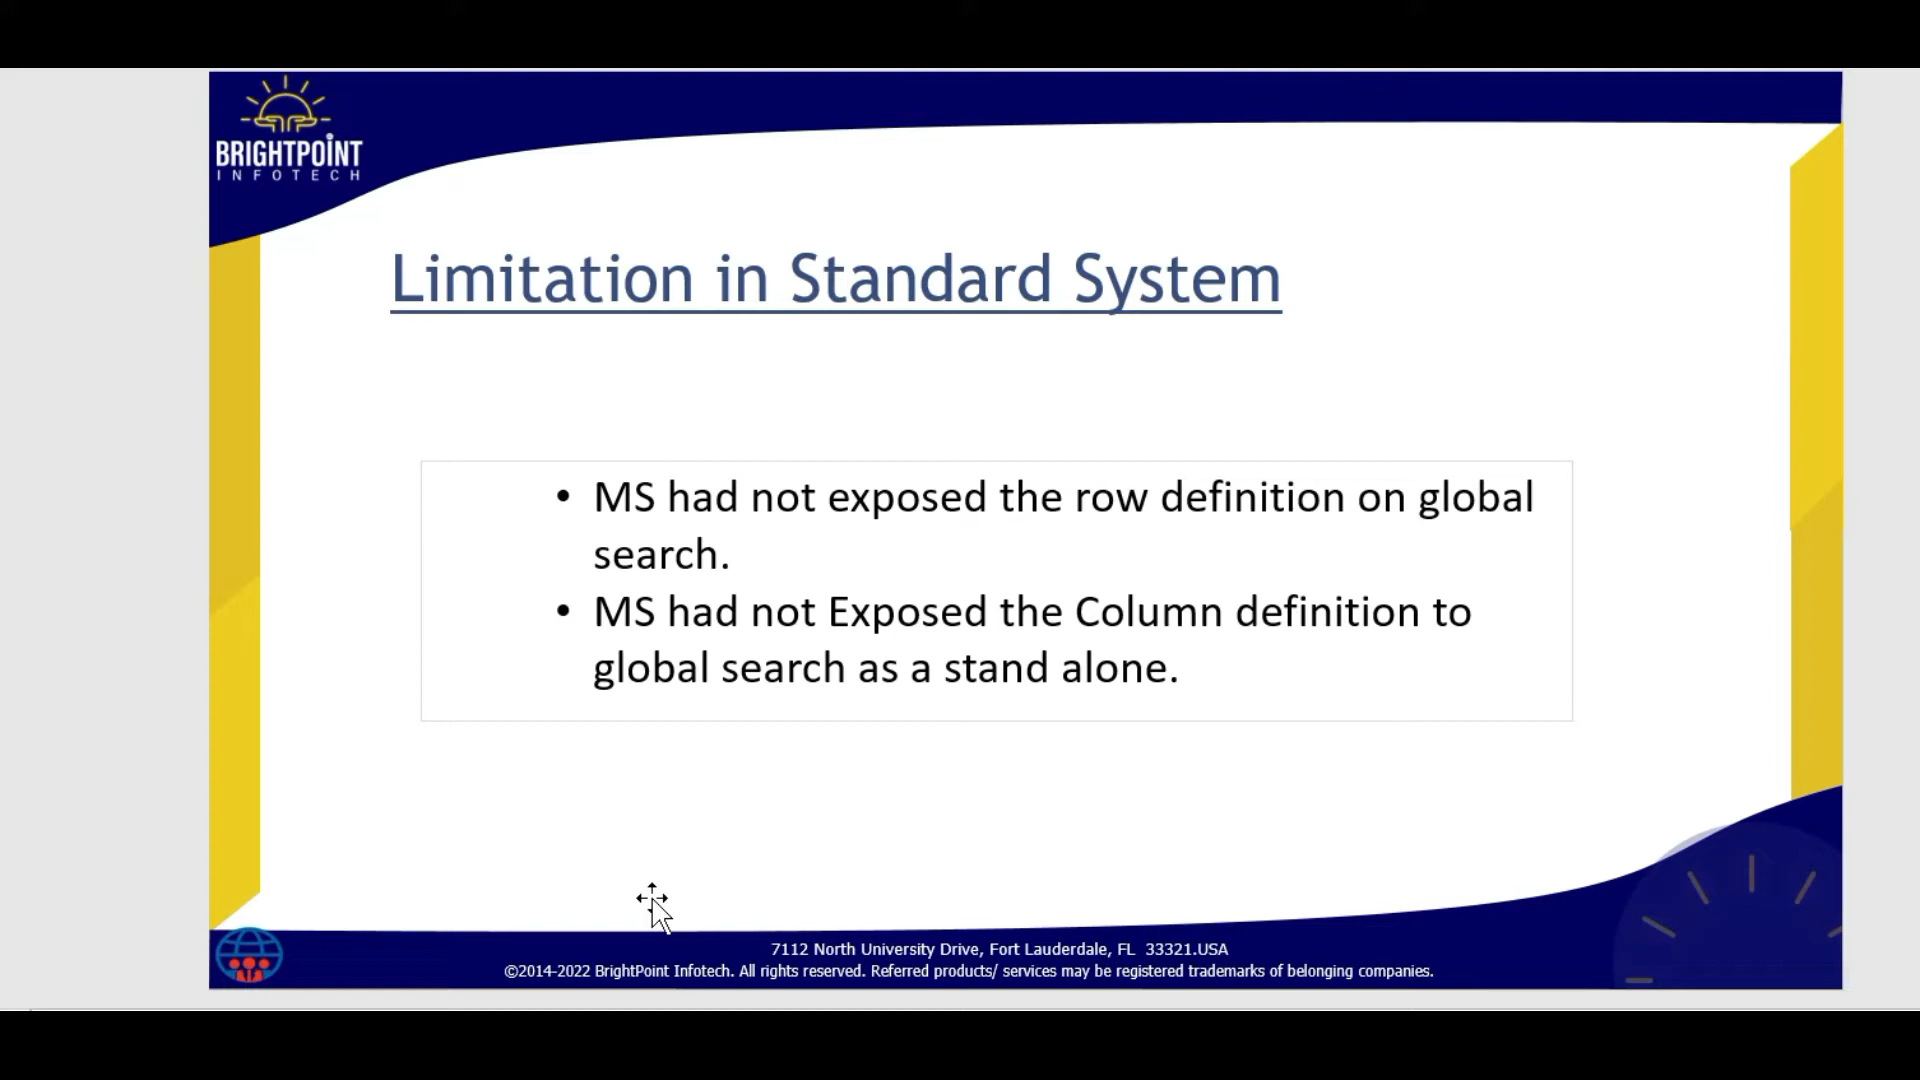 BRIGHTPOINT
INFOTECH
Limitation in Standard System
• MS had not exposed the row definition on global
search.
• MS had not Exposed the Column definition to
global search as a stand alone.
7112 North University Drive, Fort Lauderdale, FL 33321.USA
©2014-2022 BrightPoint Infotech. All rights reserved. Referred products/ services may be registered trademarks of belonging companies.